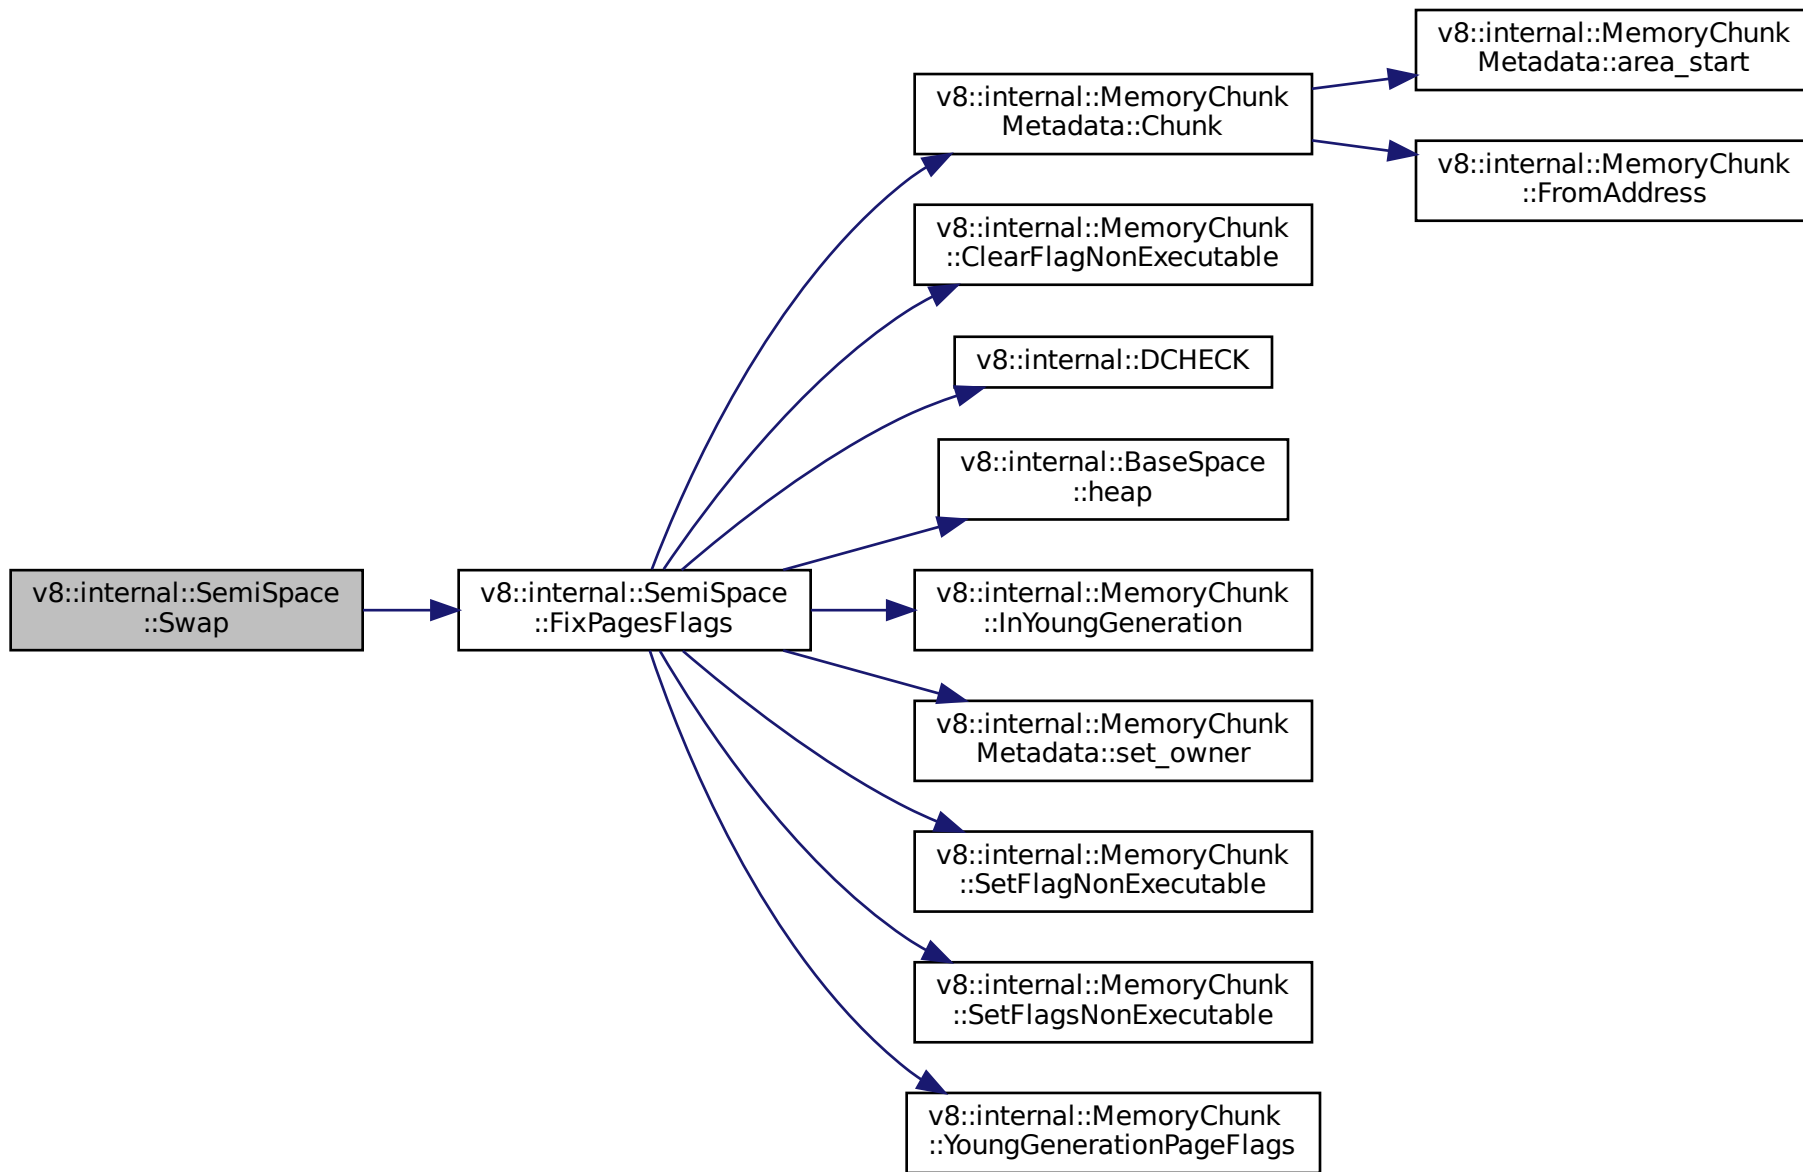 v8::internal::SemiSpace
::Swap
v8::internal::SemiSpace
::FixPagesFlags
v8::internal::MemoryChunk
Metadata::Chunk
v8::internal::MemoryChunk
Metadata::area_start
v8::internal::MemoryChunk
::FromAddress
v8::internal::MemoryChunk
::ClearFlagNonExecutable
v8::internal::DCHECK
v8::internal::BaseSpace
::heap
v8::internal::MemoryChunk
::InYoungGeneration
v8::internal::MemoryChunk
Metadata::set_owner
v8::internal::MemoryChunk
::SetFlagNonExecutable
v8::internal::MemoryChunk
::SetFlagsNonExecutable
v8::internal::MemoryChunk
::YoungGenerationPageFlags